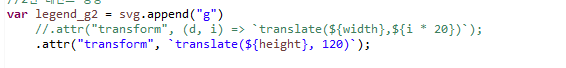 var legend_g2 = svg.append("g")
//.attr("transform", (d, i) => `translate(${width},${i * 20})`);
.attr("transform", `translate(${height}, 120)`);